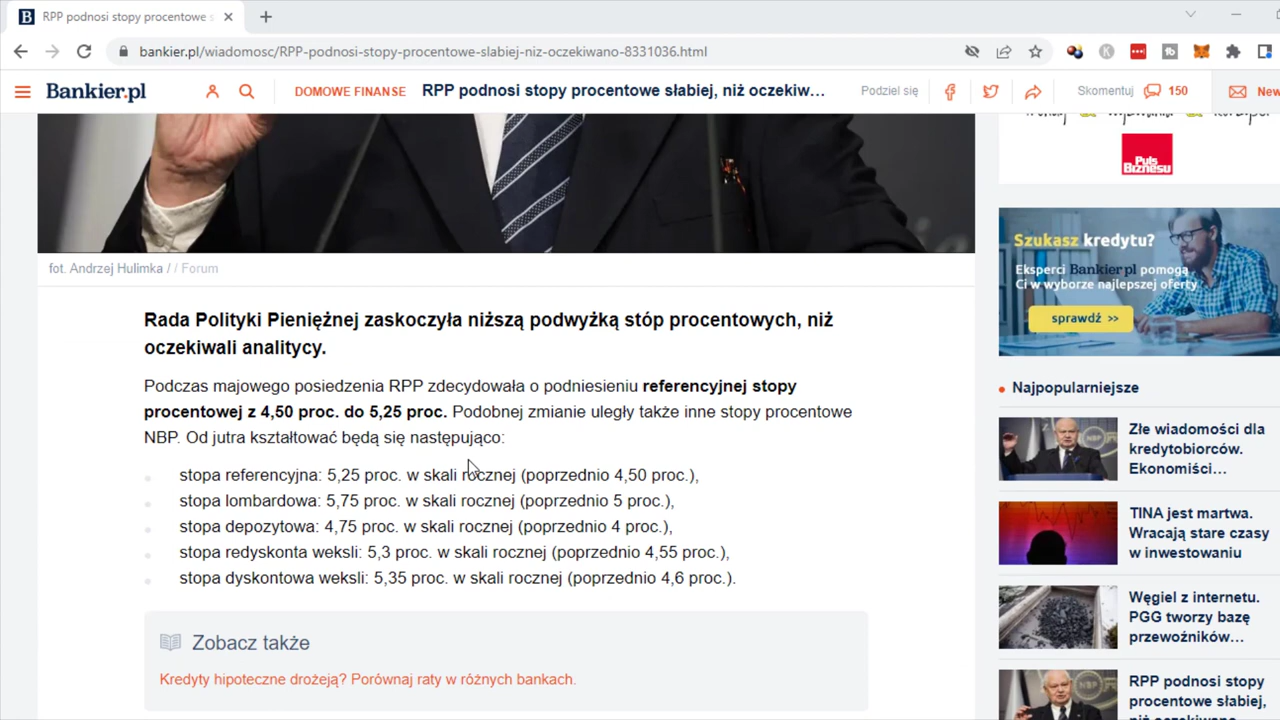 RPP podnosi stopy procentowe s
bankier.pl/wiadomosc/RPP-podnosi-stopy-procentowe-slabiej-niz-oczekiwano-8331036.html
Bankier.pl
DOMOWE FINANSE
RPP podnosi stopy procentowe słabiej, niż oczekiw…
Podziel się
Skomentuj
150
New
Puls Biznesu
fot. Andrzej Hulimka / / Forum
Rada Polityki Pieniężnej zaskoczyła niższą podwyżką stóp procentowych, niż
oczekiwali analitycy.
Podczas majowego posiedzenia RPP zdecydowała o podniesieniu referencyjnej stopy
procentowej z 4,50 proc. do 5,25 proc. Podobnej zmianie uległy także inne stopy procentowe
NBP. Od jutra kształtować będą się następująco:
stopa referencyjna: 5,25 proc. w skali rocznej (poprzednio 4,50 proc.),
stopa lombardowa: 5,75 proc. w skali rocznej (poprzednio 5 proc.),
stopa depozytowa: 4,75 proc. w skali rocznej (poprzednio 4 proc.),
stopa redyskonta weksli: 5,3 proc. w skali rocznej (poprzednio 4,55 proc.),
stopa dyskontowa weksli: 5,35 proc. w skali rocznej (poprzednio 4,6 proc.).
Zobacz także
Kredyty hipoteczne drożeją? Porównaj raty w różnych bankach.
Szukasz kredytu?
Eksperci Bankier.pl pomogą
Ci w wyborze najlepszej oferty
sprawdź >>
Najpopularniejsze
Złe wiadomości dla
kredytobiorców.
Ekonomiści…
TINA jest martwa.
Wracają stare czasy
w inwestowaniu
Węgiel z internetu.
PGG tworzy bazę
przewoźników…
RPP podnosi stopy
procentowe słabiej,
niż oczekiwano